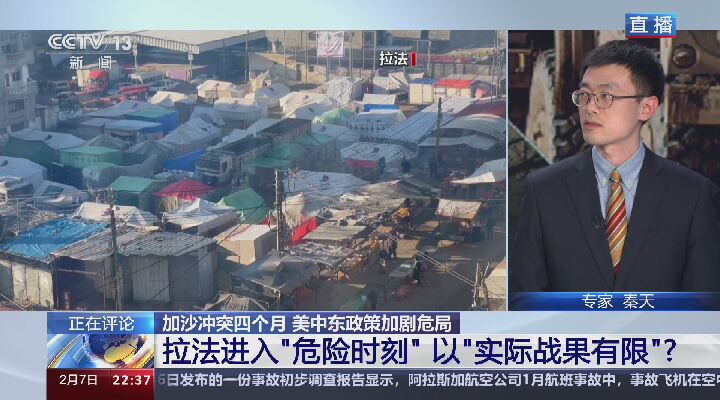 CCTV 13
新闻
拉法
直播
专家 秦天
正在评论
加沙冲突四个月 美中东政策加剧危局
拉法进入"危险时刻" 以"实际战果有限"?
2月7日 22:37 6日发布的一份事故初步调查报告显示,阿拉斯加航空公司1月航班事故中,事故飞机在空中